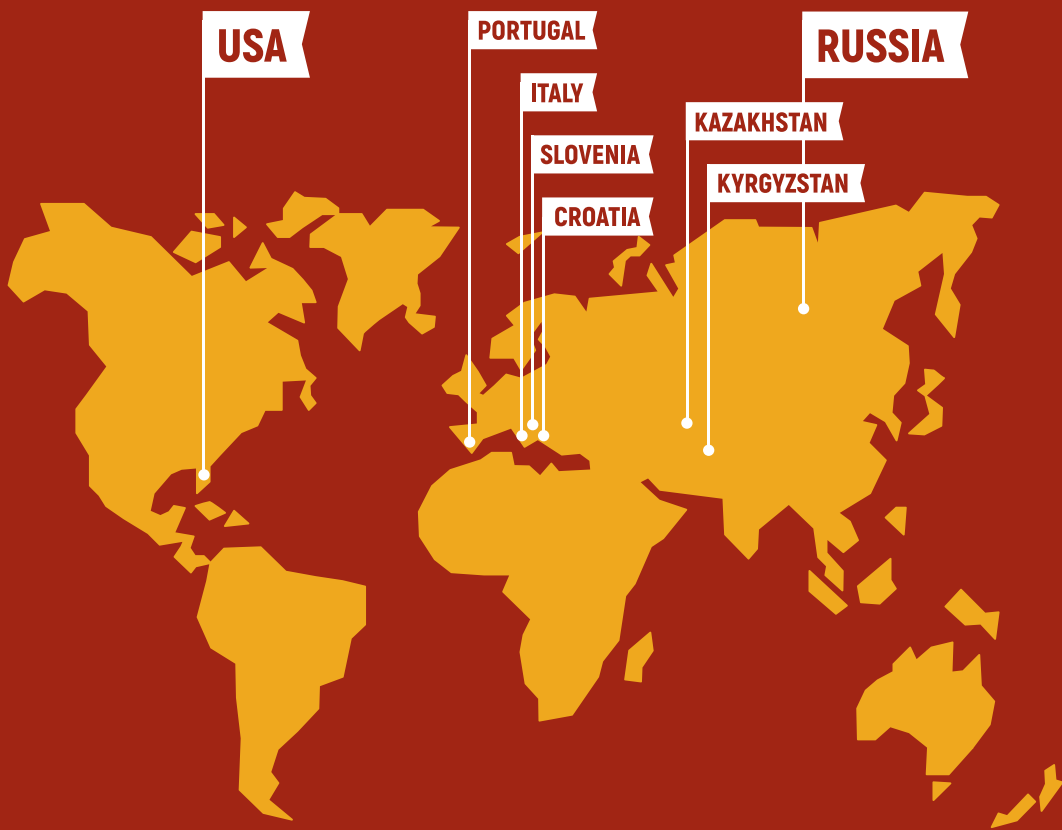 USA
PORTUGAL
RUSSIA
ITALY
KAZAKHSTAN
SLOVENIA
KYRGYZSTAN
CROATIA